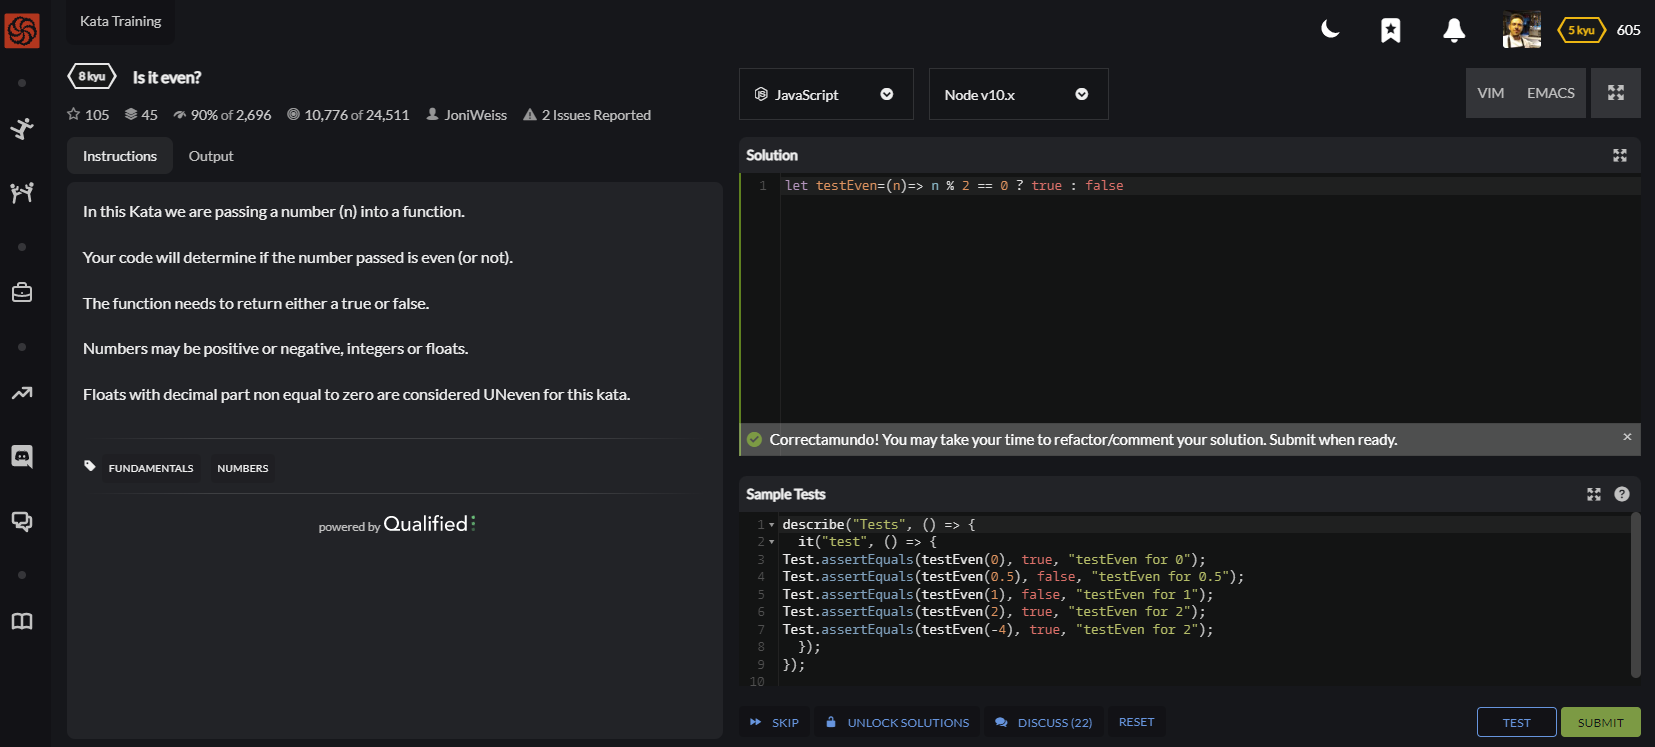 Kata Training
5 kyu 605
8 kyu Is it even?
105 45 90% of 2,696 10,776 of 24,511 JoniWeiss 2 Issues Reported
Instructions Output
In this Kata we are passing a number (n) into a function.
Your code will determine if the number passed is even (or not).
The function needs to return either a true or false.
Numbers may be positive or negative, integers or floats.
Floats with decimal part non equal to zero are considered UNeven for this kata.
FUNDAMENTALS NUMBERS
powered by Qualified
JavaScript Node v10.x VIM EMACS
Solution
1 let testEven=(n)=> n % 2 == 0 ? true : false
Correctamundo! You may take your time to refactor/comment your solution. Submit when ready. ×
Sample Tests ?
1 describe("Tests", () => {
2 it("test", () => {
3 Test.assertEquals(testEven(0), true, "testEven for 0");
4 Test.assertEquals(testEven(0.5), false, "testEven for 0.5");
5 Test.assertEquals(testEven(1), false, "testEven for 1");
6 Test.assertEquals(testEven(2), true, "testEven for 2");
7 Test.assertEquals(testEven(-4), true, "testEven for 2");
8 });
9 });
10
SKIP UNLOCK SOLUTIONS DISCUSS (22) RESET TEST SUBMIT